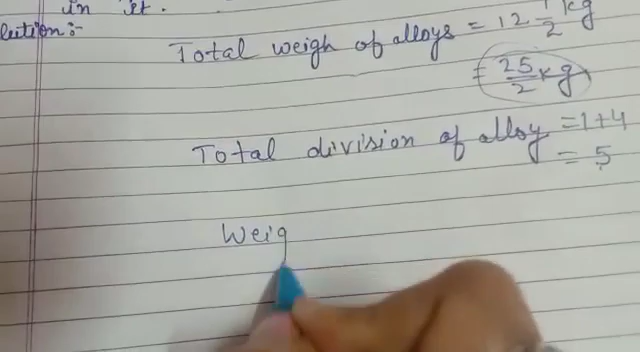 in it.
lution:-
Total weigh of alloys = 12 1/2 kg
= 25/2 kg
Total division of alloy = 1+4
= 5
Weig